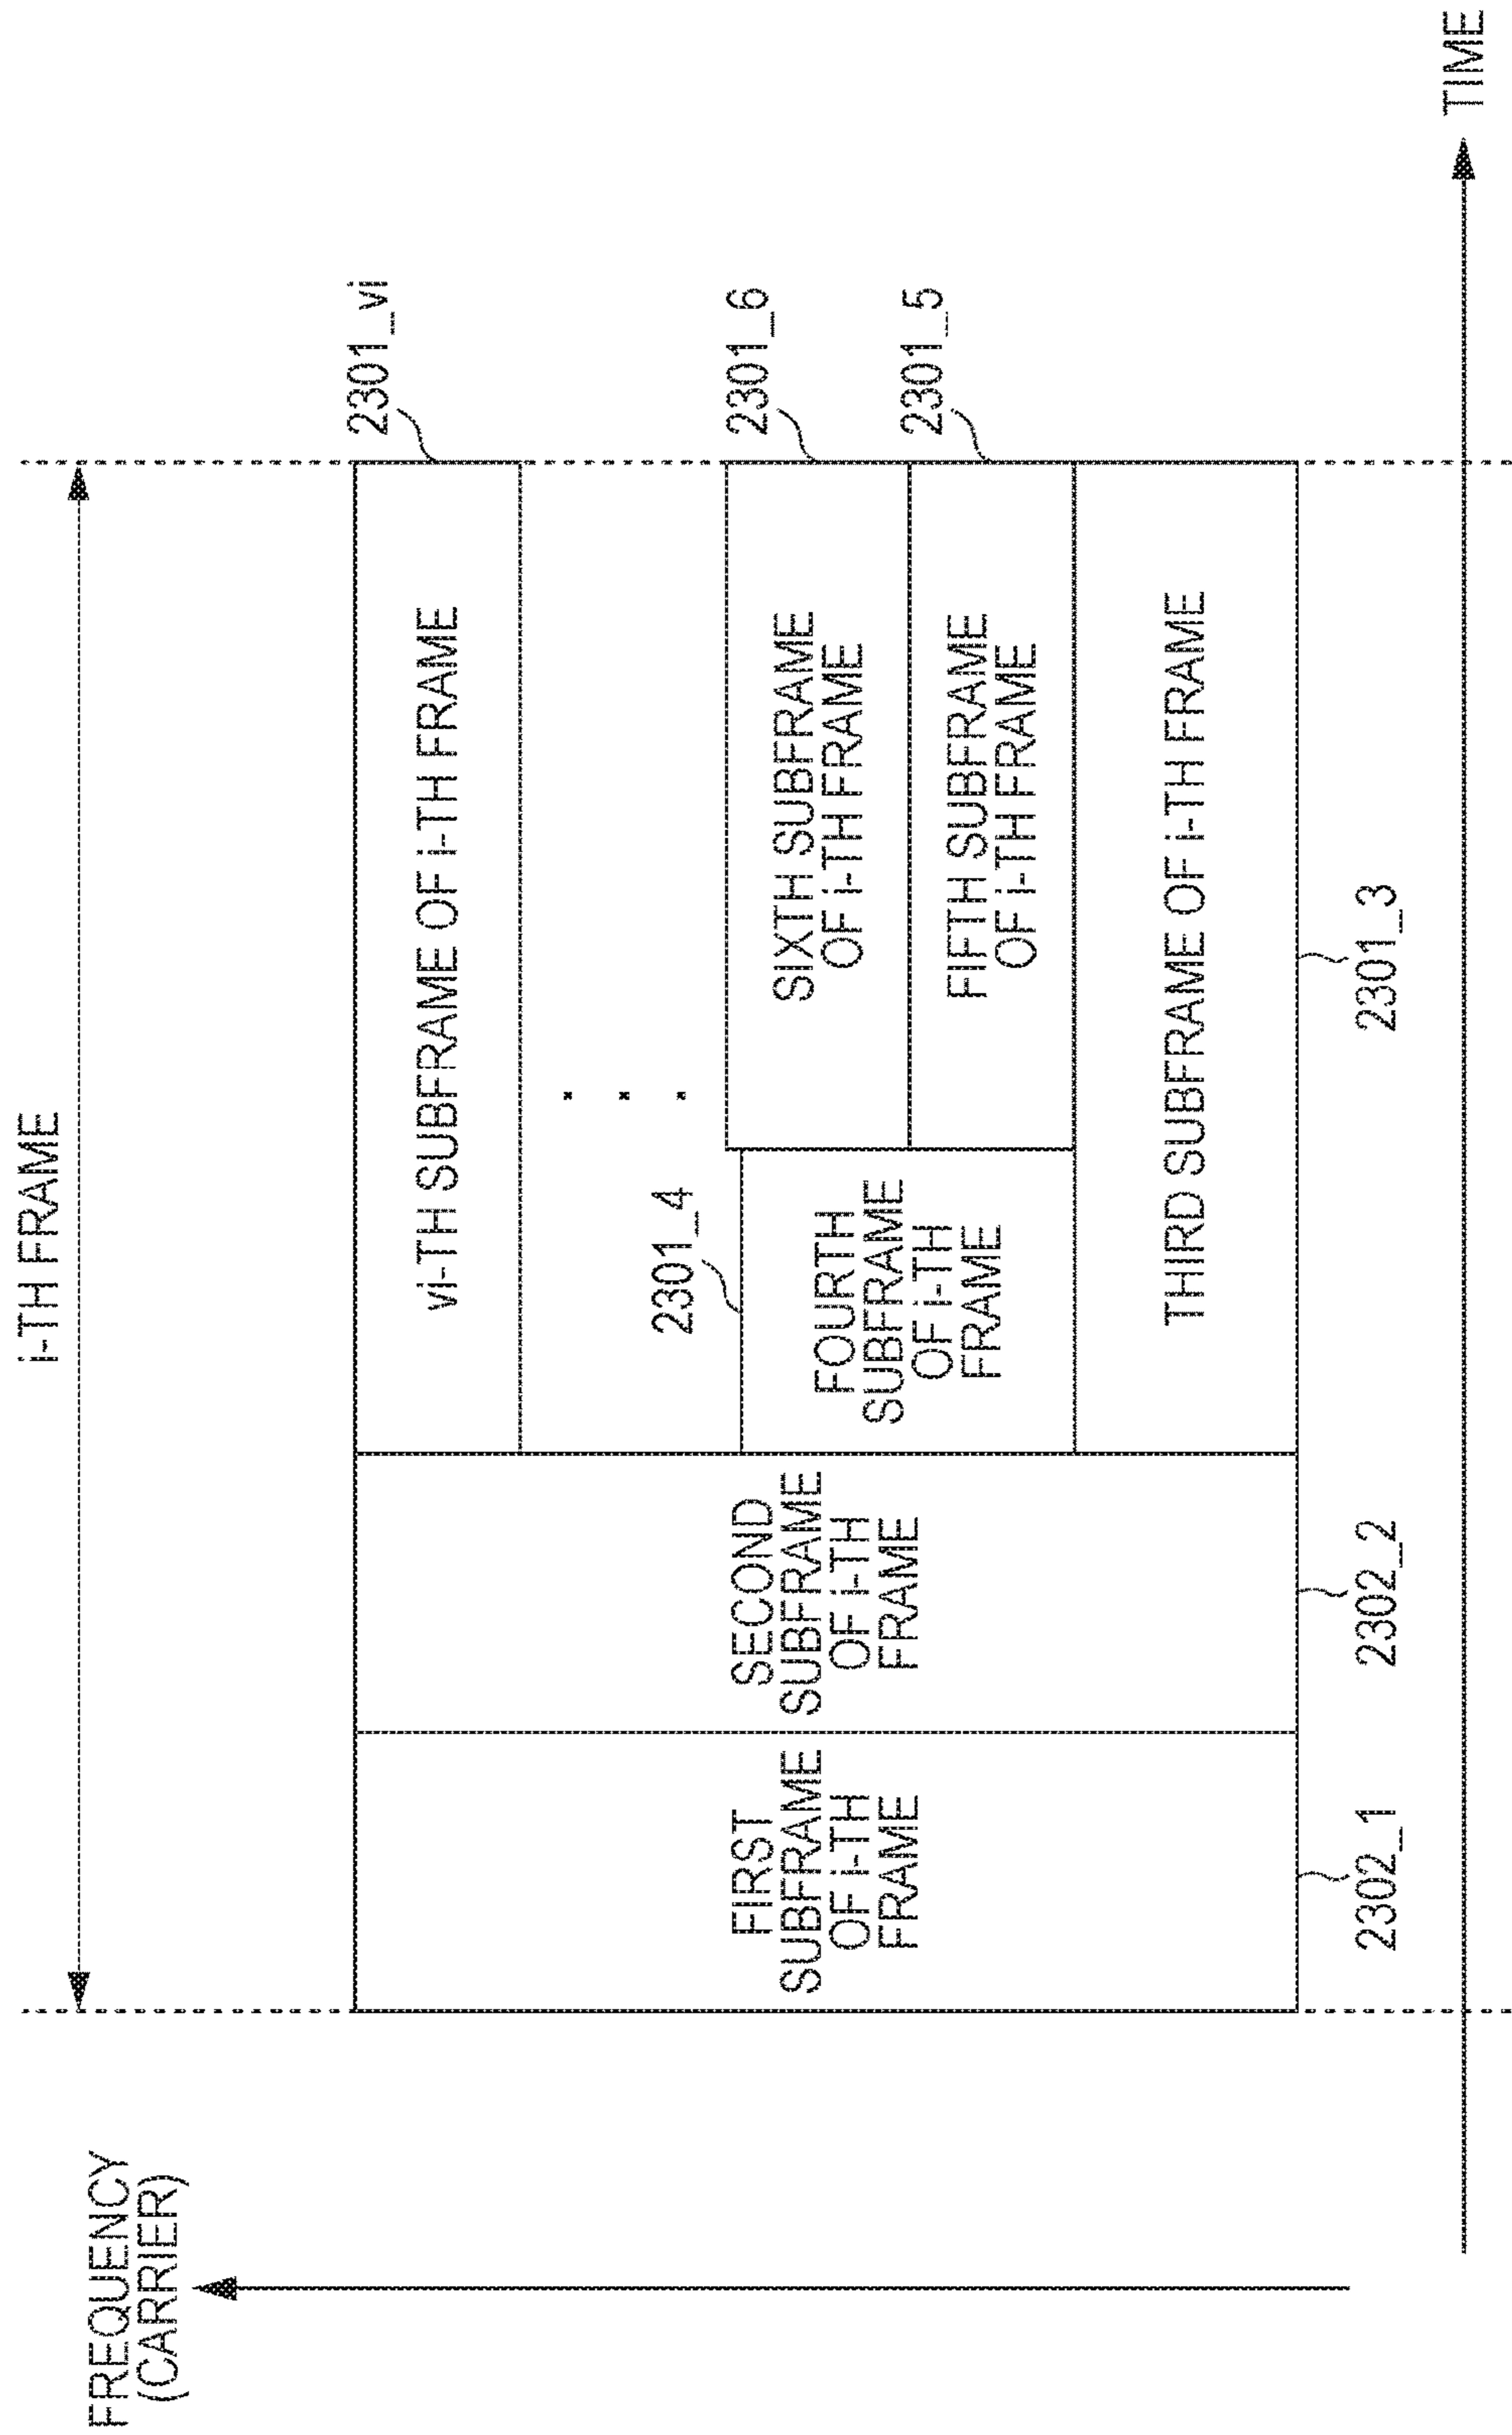 i-TH FRAME
FREQUENCY
(CARRIER)
vi-TH SUBFRAME OF i-TH FRAME
2301_vi
. . .
2301_4
2301_6
2301_5
FIRST
SUBFRAME
OF i-TH
FRAME
SECOND
SUBFRAME
OF i-TH
FRAME
FOURTH
SUBFRAME
OF i-TH
FRAME
SIXTH SUBFRAME
OF i-TH FRAME
FIFTH SUBFRAME
OF i-TH FRAME
THIRD SUBFRAME OF i-TH FRAME
2302_1
2302_2
2301_3
TIME